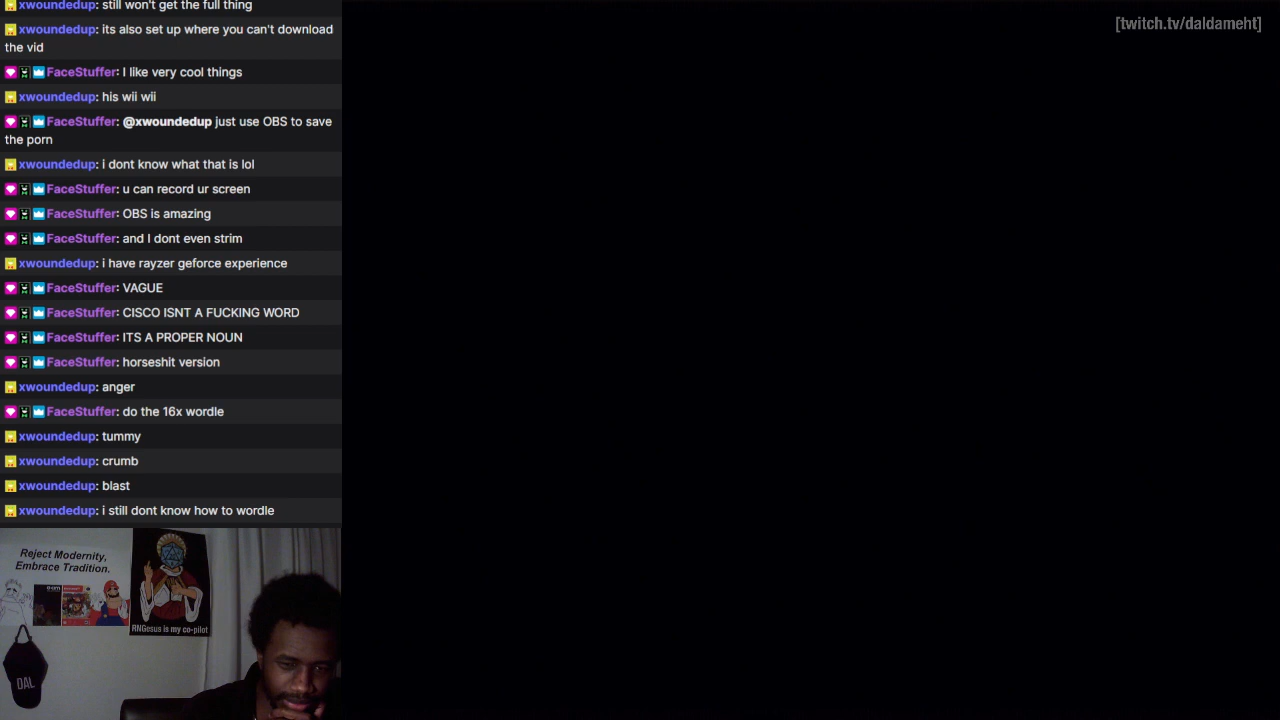 xwoundedup: still won't get the full thing
xwoundedup: its also set up where you can't download
the vid
FaceStuffer: I like very cool things
xwoundedup: his wii wii
FaceStuffer: @xwoundedup just use OBS to save
the porn
xwoundedup: i dont know what that is lol
FaceStuffer: u can record ur screen
FaceStuffer: OBS is amazing
FaceStuffer: and I dont even strim
xwoundedup: i have rayzer geforce experience
FaceStuffer: VAGUE
FaceStuffer: CISCO ISNT A FUCKING WORD
FaceStuffer: ITS A PROPER NOUN
FaceStuffer: horseshit version
xwoundedup: anger
FaceStuffer: do the 16x wordle
xwoundedup: tummy
xwoundedup: crumb
xwoundedup: blast
xwoundedup: i still dont know how to wordle
[twitch.tv/daldameht]
Reject Modernity,
Embrace Tradition.
RNGesus is my co-pilot
DAL